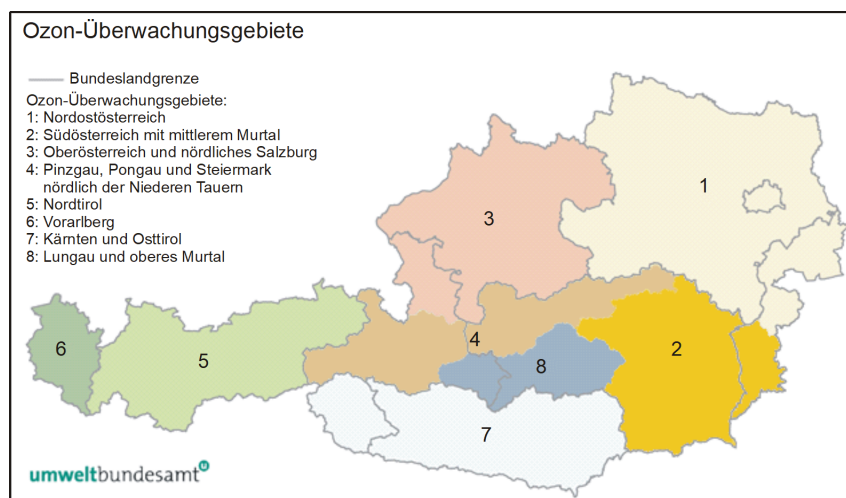 Ozon-Überwachungsgebiete
Bundeslandgrenze
Ozon-Überwachungsgebiete:
1: Nordostösterreich
2: Südösterreich mit mittlerem Murtal
3: Oberösterreich und nördliches Salzburg
4: Pinzgau, Pongau und Steiermark
nördlich der Niederen Tauern
5: Nordtirol
6: Vorarlberg
7: Kärnten und Osttirol
8: Lungau und oberes Murtal
1
3
4
2
6
5
8
7
umweltbundesamt u